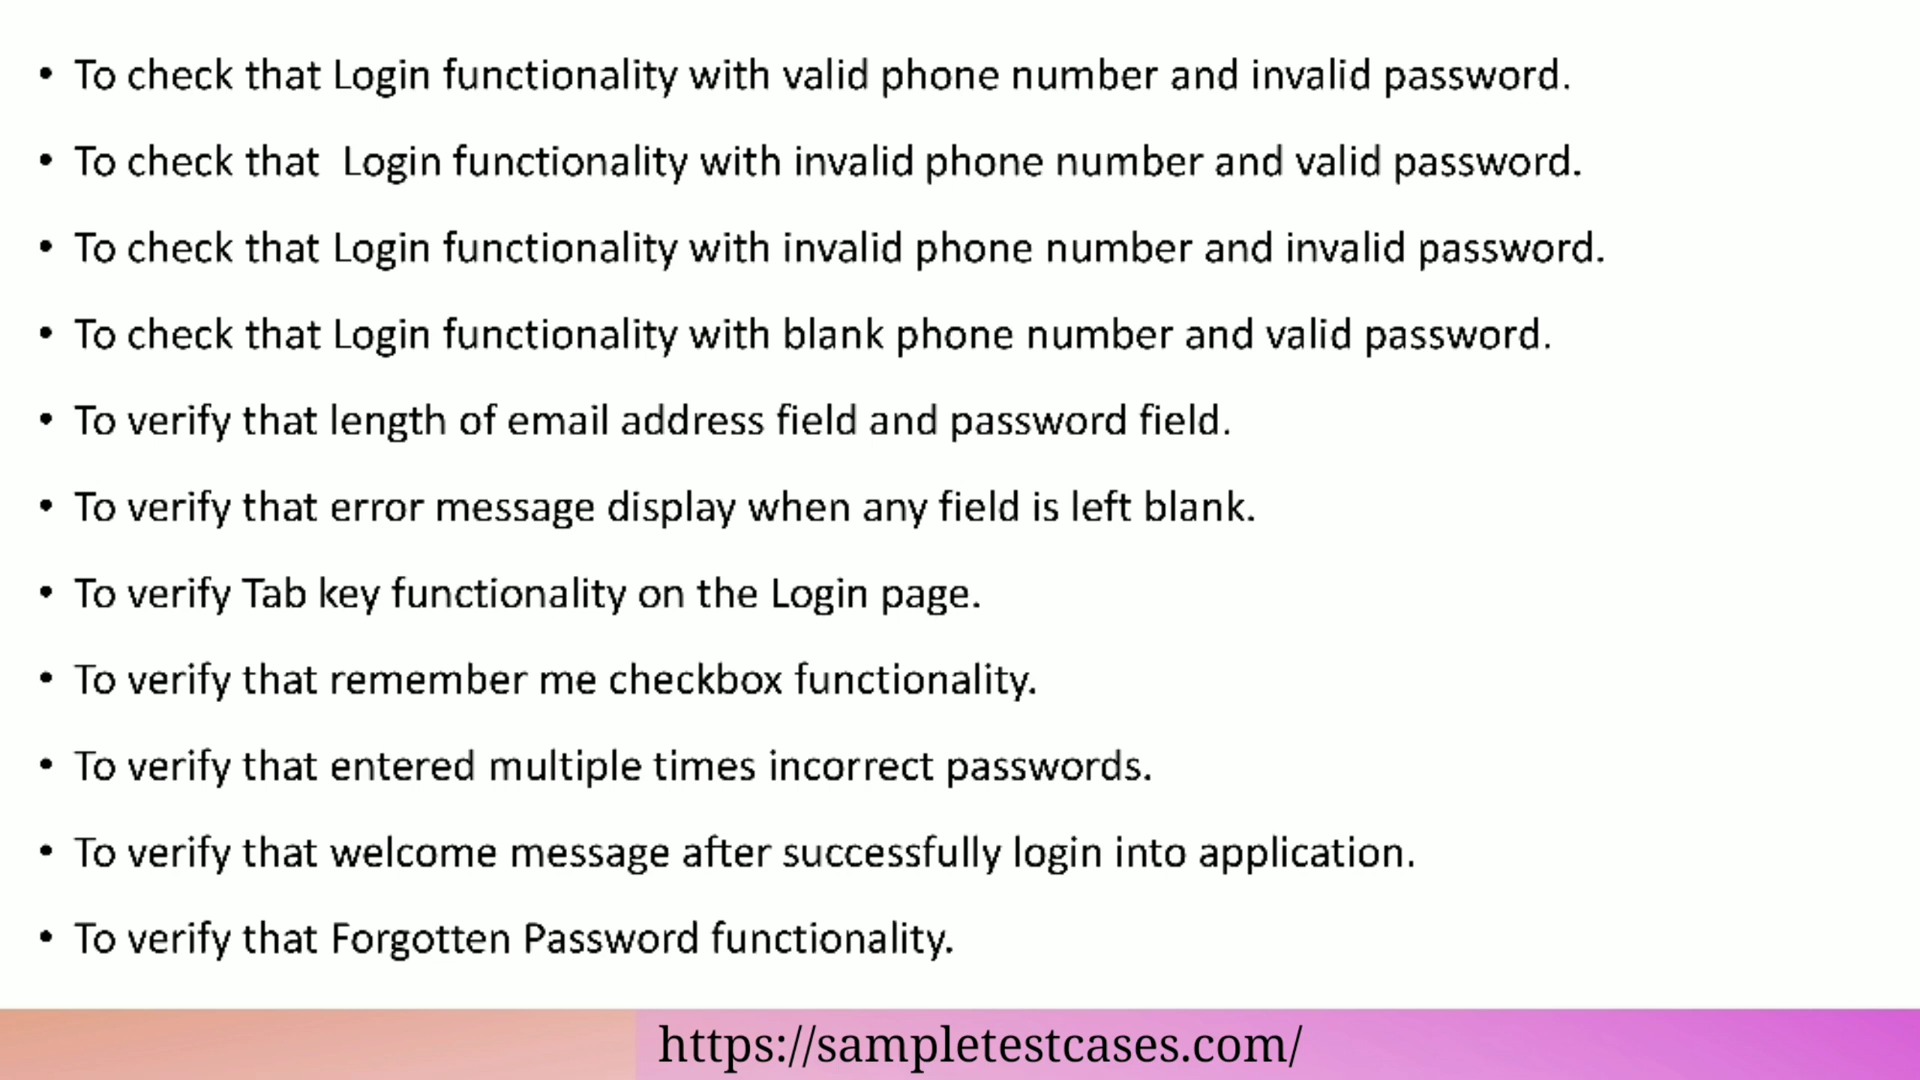 • To check that Login functionality with valid phone number and invalid password.
• To check that  Login functionality with invalid phone number and valid password.
• To check that Login functionality with invalid phone number and invalid password.
• To check that Login functionality with blank phone number and valid password.
• To verify that length of email address field and password field.
• To verify that error message display when any field is left blank.
• To verify Tab key functionality on the Login page.
• To verify that remember me checkbox functionality.
• To verify that entered multiple times incorrect passwords.
• To verify that welcome message after successfully login into application.
• To verify that Forgotten Password functionality.
https://sampletestcases.com/